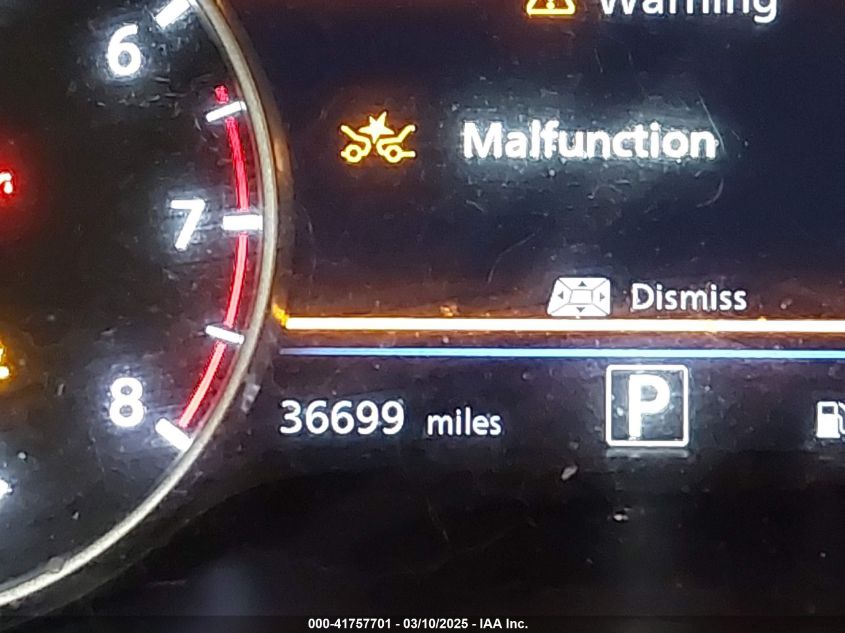 Warning
6
Malfunction
7
Dismiss
8
36699 miles
P
000-41757701 - 03/10/2025 - IAA Inc.